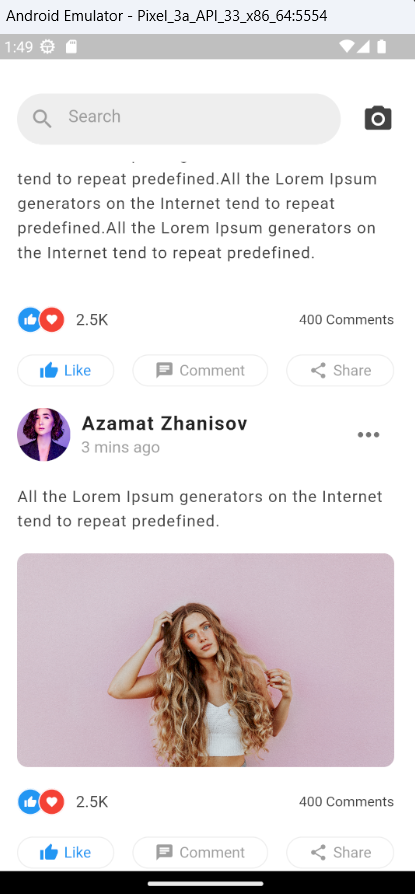 Android Emulator - Pixel_3a_API_33_x86_64:5554
1:49
Search
tend to repeat predefined.All the Lorem Ipsum
generators on the Internet tend to repeat
predefined.All the Lorem Ipsum generators on
the Internet tend to repeat predefined.
2.5K 400 Comments
Like Comment Share
Azamat Zhanisov
3 mins ago
All the Lorem Ipsum generators on the Internet
tend to repeat predefined.
2.5K 400 Comments
Like Comment Share